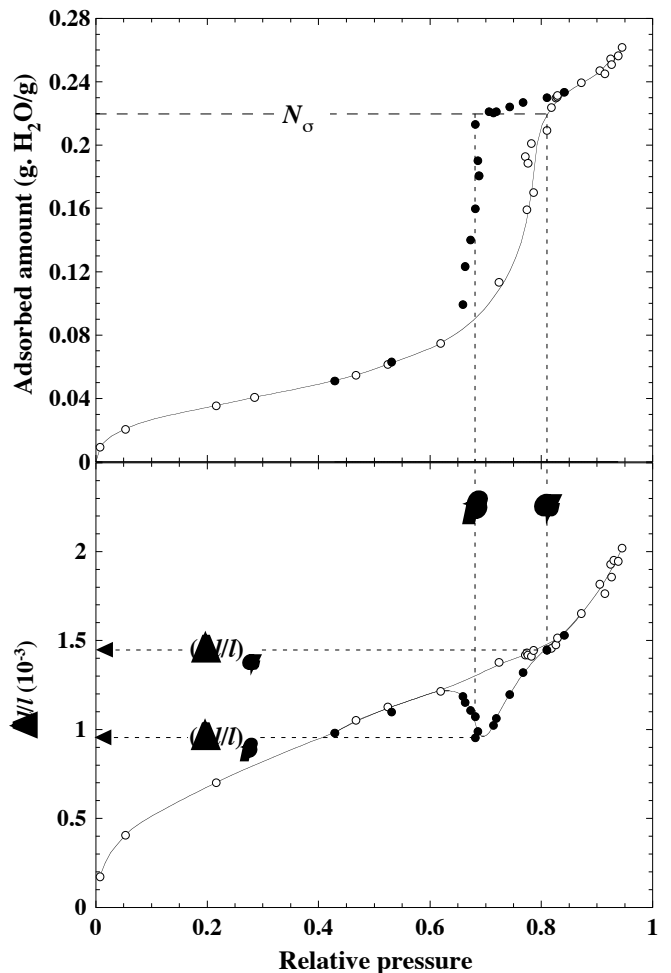 Adsorbed amount (g. H₂O/g)
0.28
0.24
0.2
0.16
0.12
0.08
0.04
0
Nσ
2
1.5
1
0.5
0
l/l (10⁻³)
( l/l)
( l/l)
0 0.2 0.4 0.6 0.8 1
Relative pressure